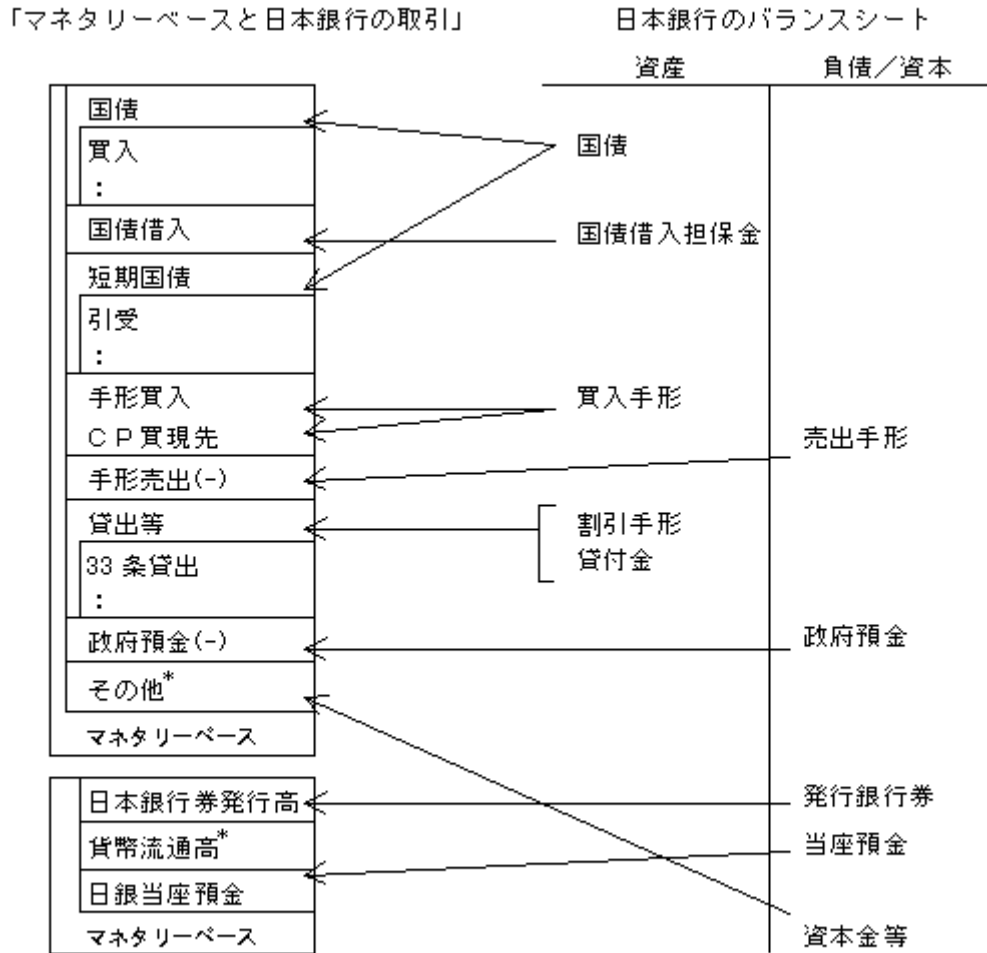 「マネタリーベースと日本銀行の取引」
日本銀行のバランスシート
資産
負債／資本
国債
買入
：
国債借入
短期国債
引受
：
手形買入
ＣＰ買現先
手形売出(-)
貸出等
33 条貸出
：
政府預金(-)
その他*
マネタリーベース
日本銀行券発行高
貨幣流通高*
日銀当座預金
マネタリーベース
国債
国債借入担保金
買入手形
割引手形
貸付金
売出手形
政府預金
発行銀行券
当座預金
資本金等